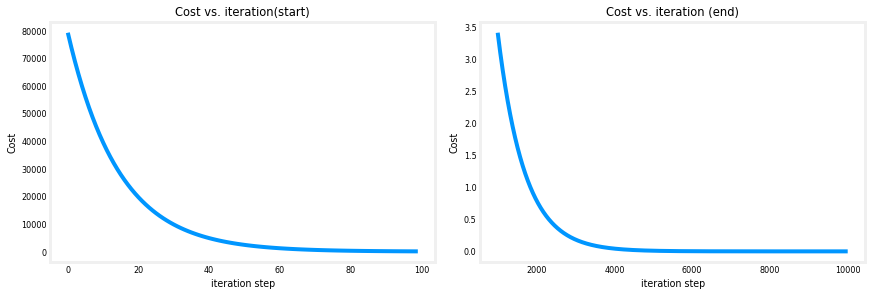 Cost vs. iteration(start)
80000
70000
60000
50000
40000
30000
20000
10000
0
Cost
0 20 40 60 80 100
iteration step
Cost vs. iteration (end)
3.5
3.0
2.5
2.0
1.5
1.0
0.5
0.0
Cost
2000 4000 6000 8000 10000
iteration step